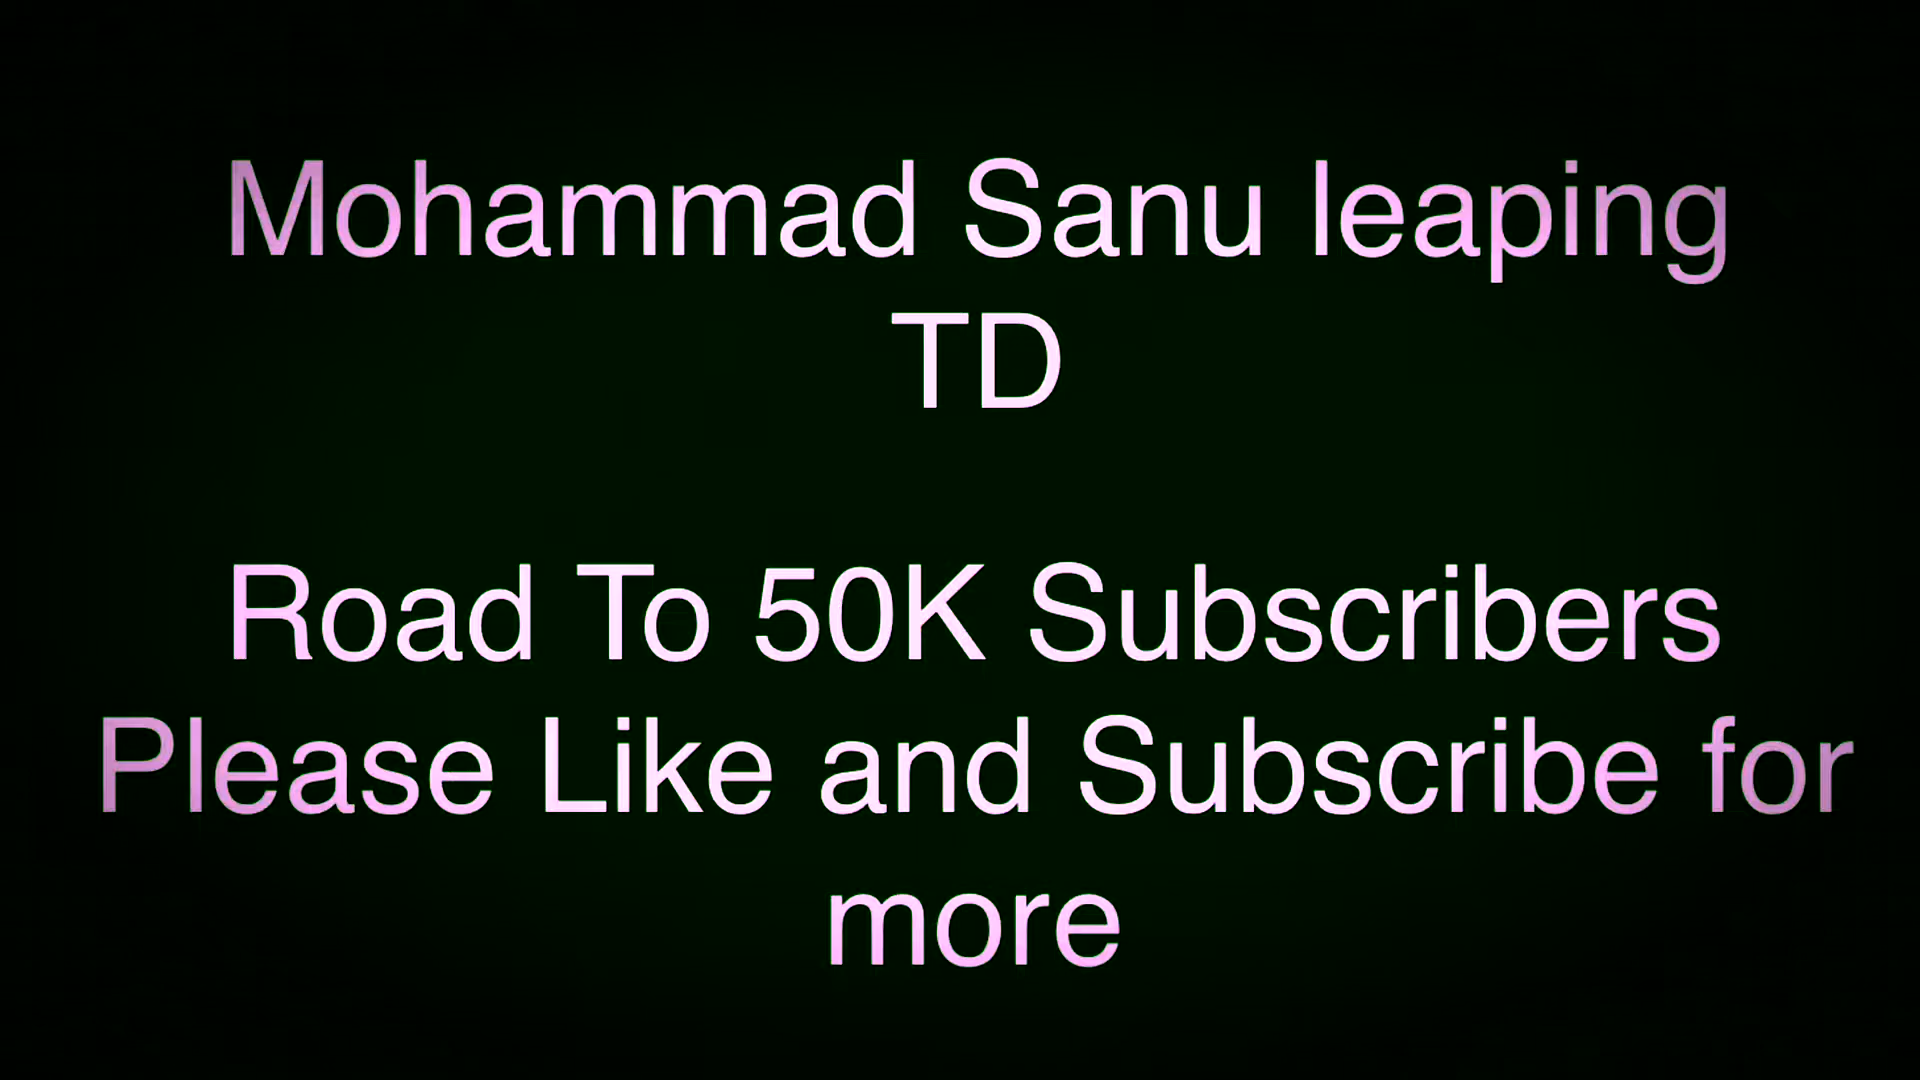 Mohammad Sanu leaping
TD
Road To 50K Subscribers
Please Like and Subscribe for
more